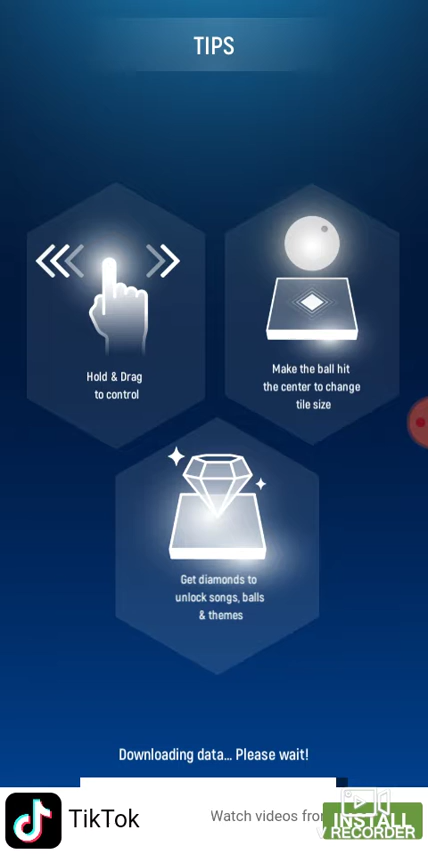 TIPS
Hold & Drag
to control
Make the ball hit
the center to change
tile size
Get diamonds to
unlock songs, balls
& themes
Downloading data... Please wait!
TikTok
Watch videos from
INSTALL
V RECORDER